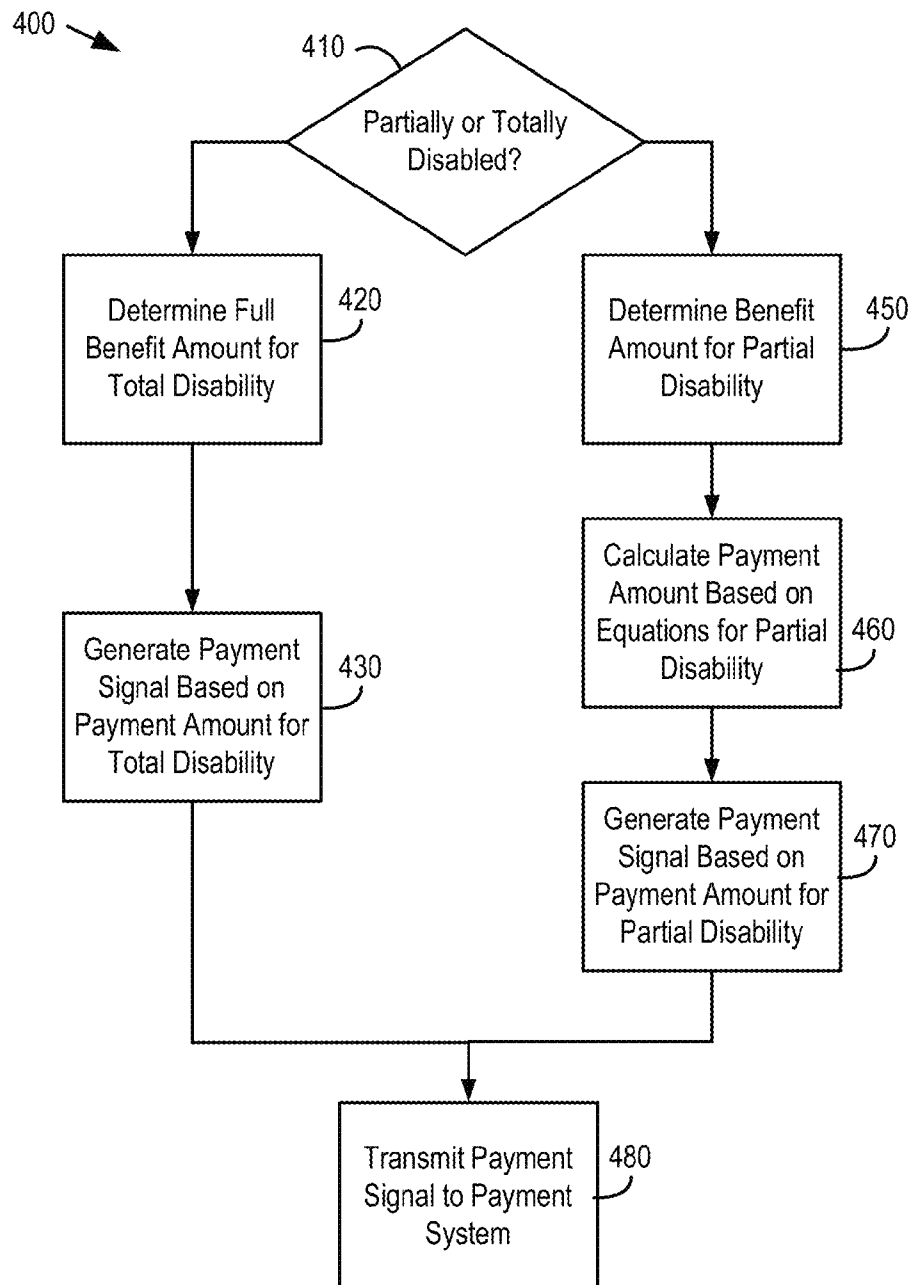 400
410
Partially or Totally
Disabled?
Determine Full
Benefit Amount for
Total Disability
420
Determine Benefit
Amount for Partial
Disability
450
Calculate Payment
Amount Based on
Equations for Partial
Disability
460
Generate Payment
Signal Based on
Payment Amount for
Total Disability
430
Generate Payment
Signal Based on
Payment Amount for
Partial Disability
470
Transmit Payment
Signal to Payment
System
480